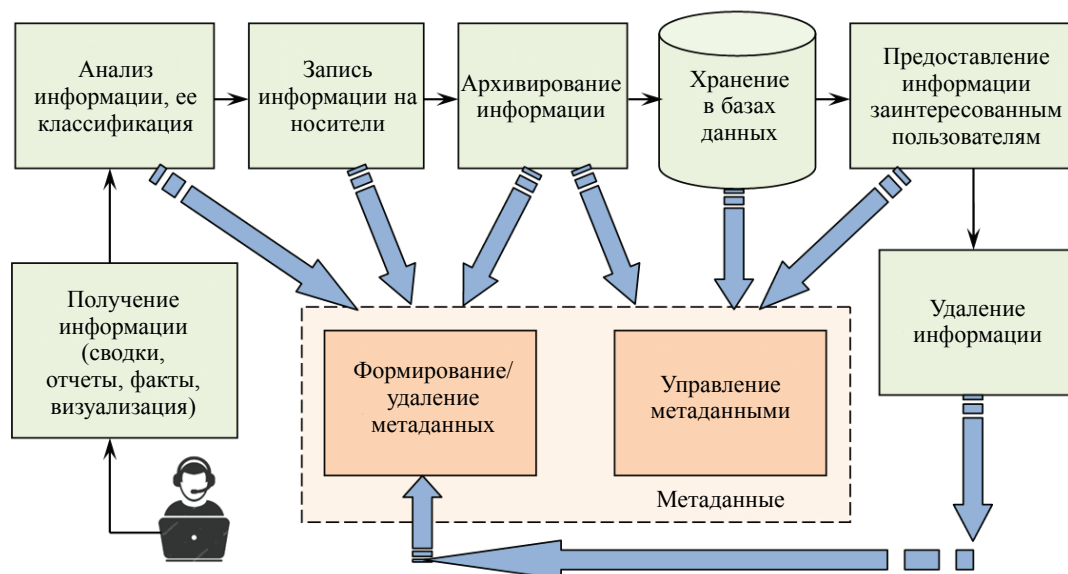 Анализ
информации, ее
классификация
Запись
информации на
носители
Архивирование
информации
Хранение
в базах
данных
Предоставление
информации
заинтересованным
пользователям
Получение
информации
(сводки,
отчеты, факты,
визуализация)
Формирование/
удаление
метаданных
Управление
метаданными
Удаление
информации
Метаданные